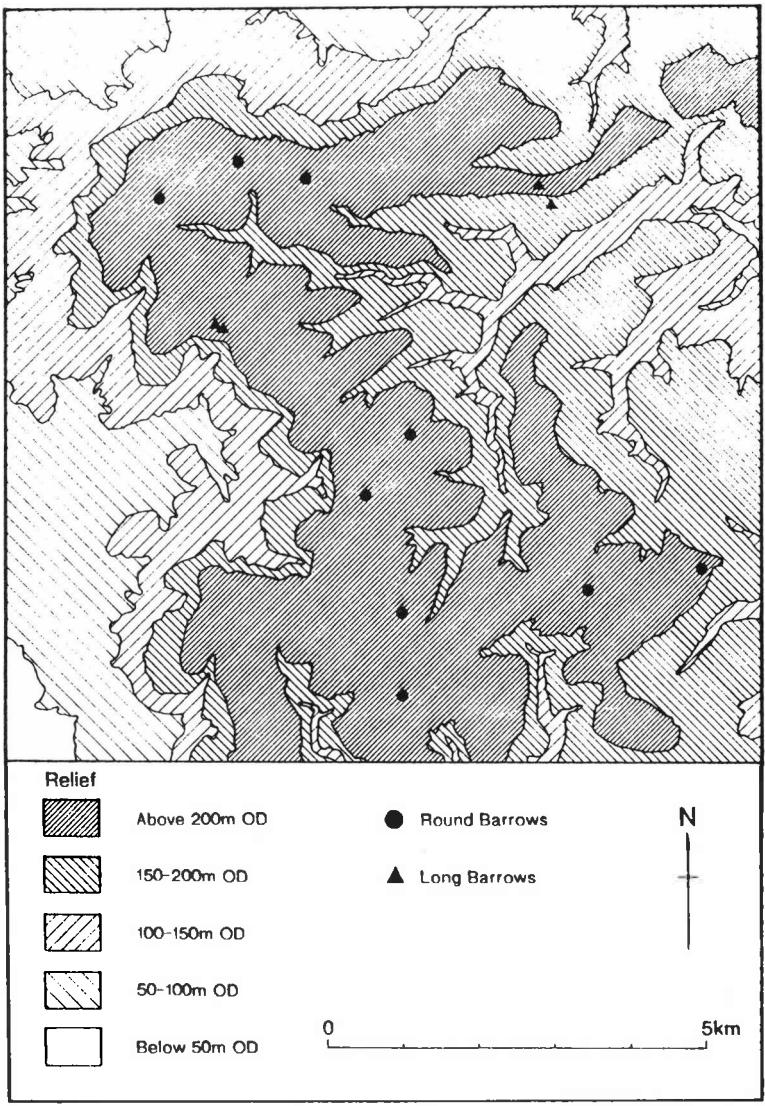 Relief
Above 200m OD
150-200m OD
100-150m OD
50-100m OD
Below 50m OD
Round Barrows
Long Barrows
N
0 5km